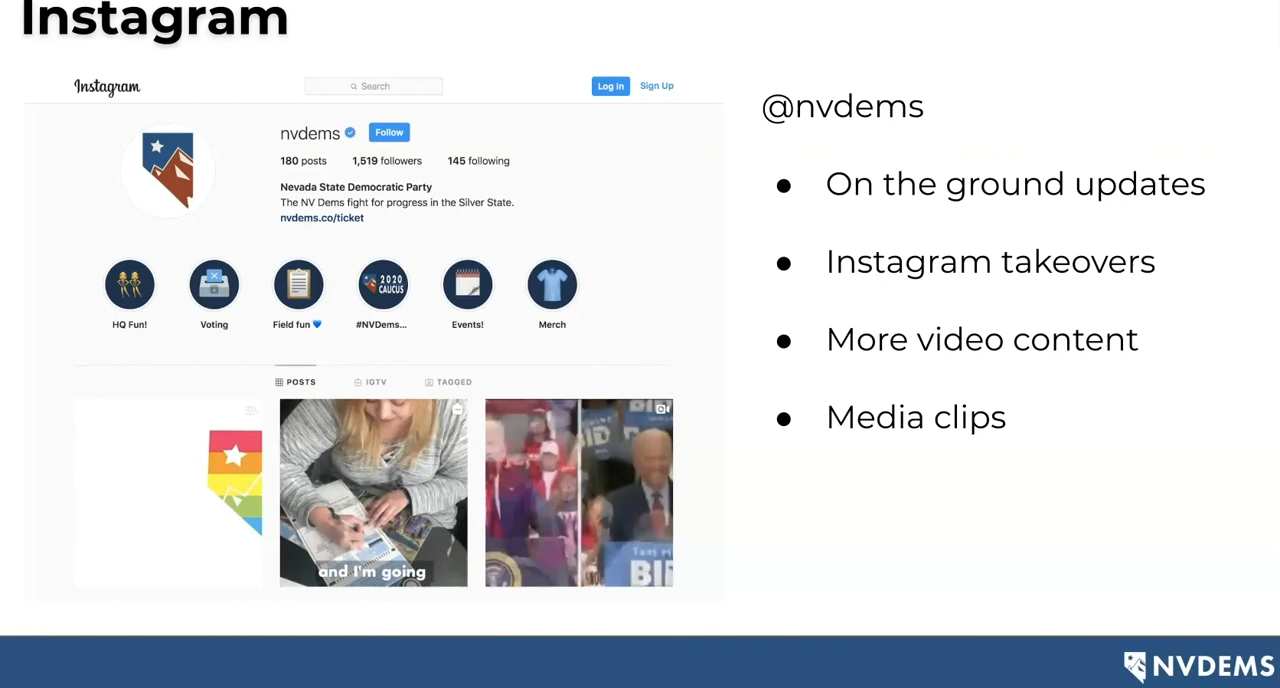 Instagram
Instagram
Search
Log In
Sign Up
nvdems
Follow
180 posts
1,519 followers
145 following
Nevada State Democratic Party
The NV Dems fight for progress in the Silver State.
nvdems.co/ticket
2020
CAUCUS
HQ Fun!
Voting
Field fun 💙
#NVDems...
Events!
Merch
POSTS
IGTV
TAGGED
and I'm going
BID
BI
@nvdems
● On the ground updates
● Instagram takeovers
● More video content
● Media clips
NVDEMS